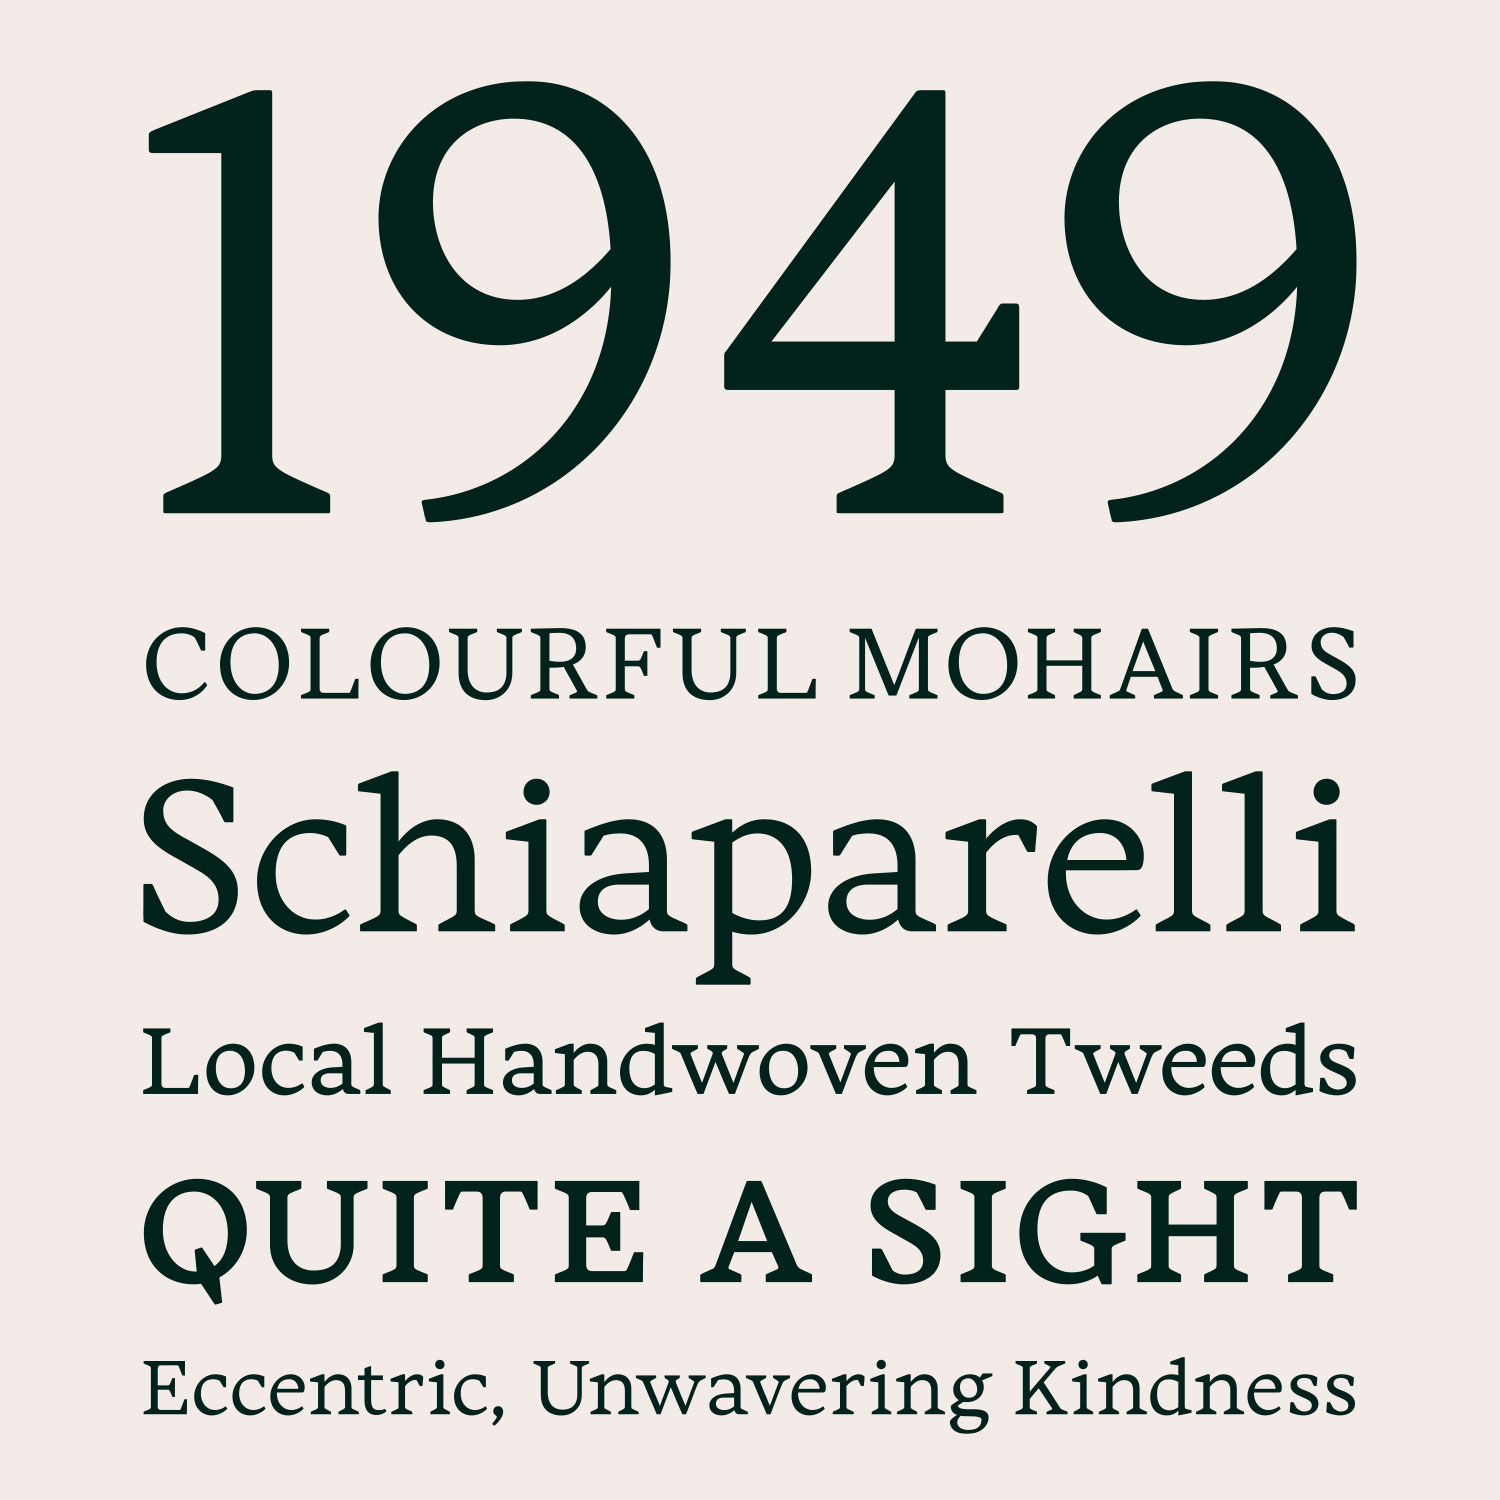 1949
COLOURFUL MOHAIRS
Schiaparelli
Local Handwoven Tweeds
QUITE A SIGHT
Eccentric, Unwavering Kindness